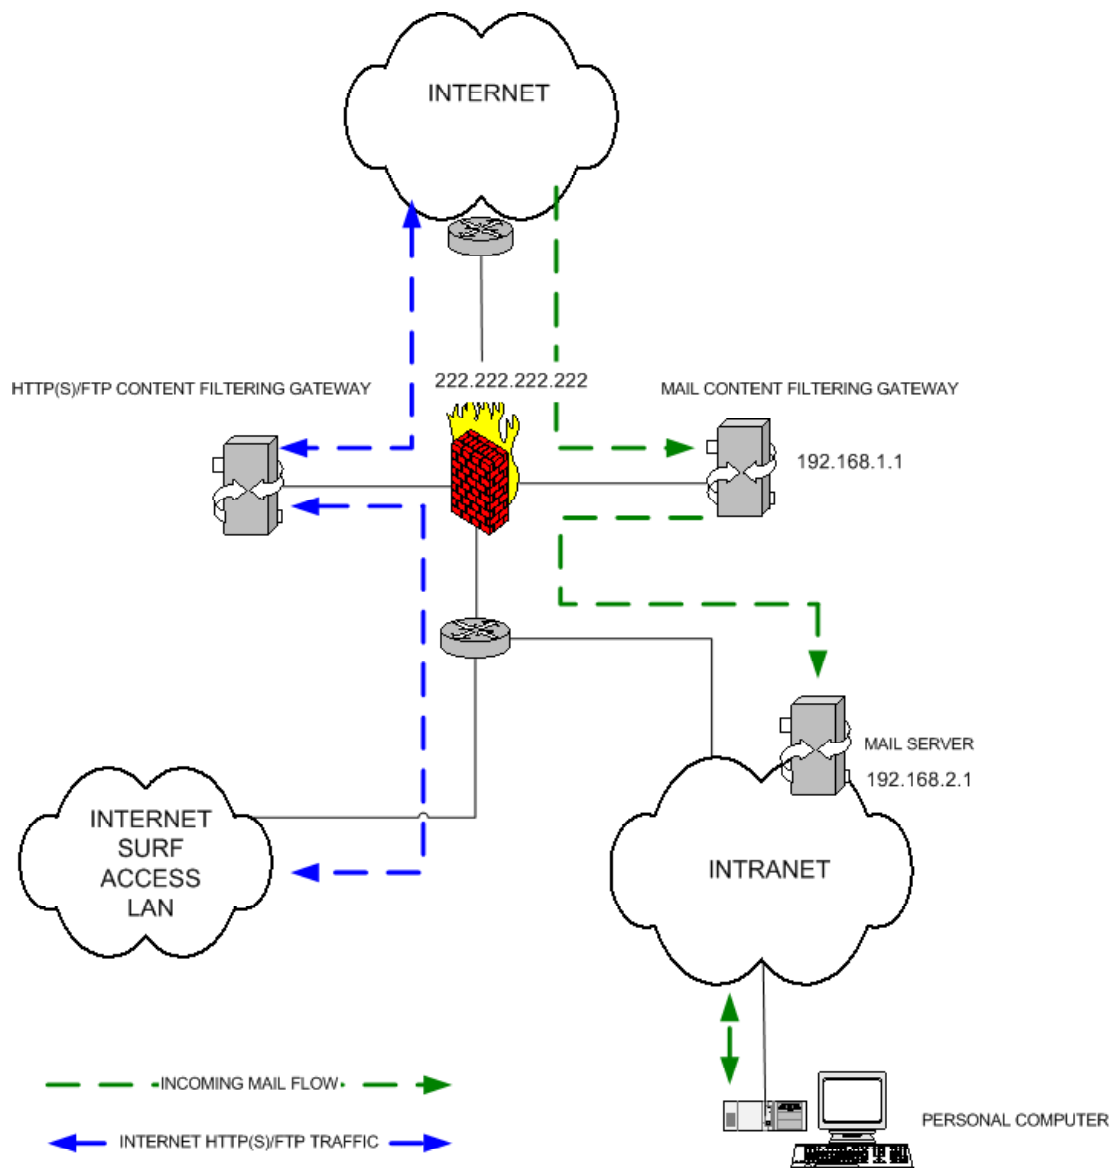 INTERNET
222.222.222.222
HTTP(S)/FTP CONTENT FILTERING GATEWAY
MAIL CONTENT FILTERING GATEWAY
192.168.1.1
MAIL SERVER
192.168.2.1
INTERNET
SURF
ACCESS
LAN
INTRANET
INCOMING MAIL FLOW
INTERNET HTTP(S)/FTP TRAFFIC
PERSONAL COMPUTER